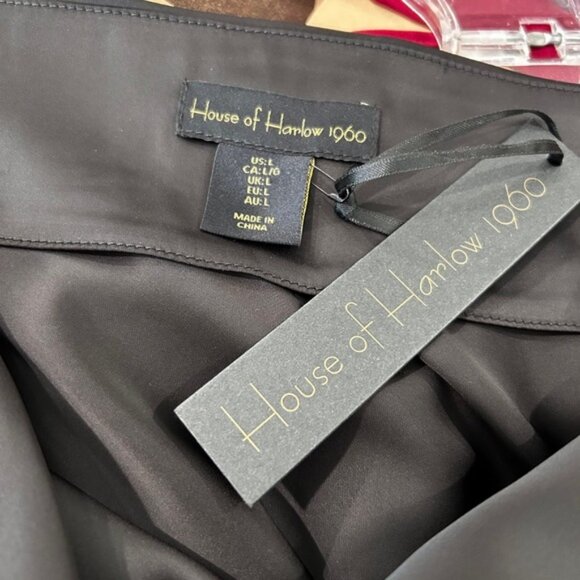 House of Harlow 1960
US:L
CA:L/G
UK:L
EU:L
AU:L
MADE IN
CHINA
House of Harlow 1960